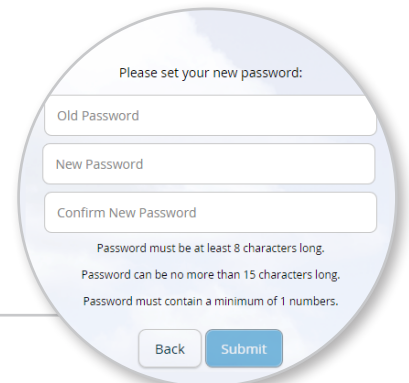 Please set your new password:
Old Password
New Password
Confirm New Password
Password must be at least 8 characters long.
Password can be no more than 15 characters long.
Password must contain a minimum of 1 numbers.
Back Submit